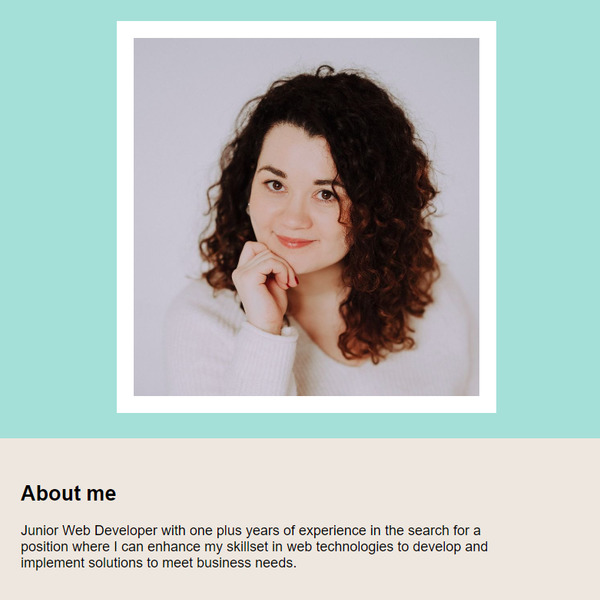 About me
Junior Web Developer with one plus years of experience in the search for a
position where I can enhance my skillset in web technologies to develop and
implement solutions to meet business needs.